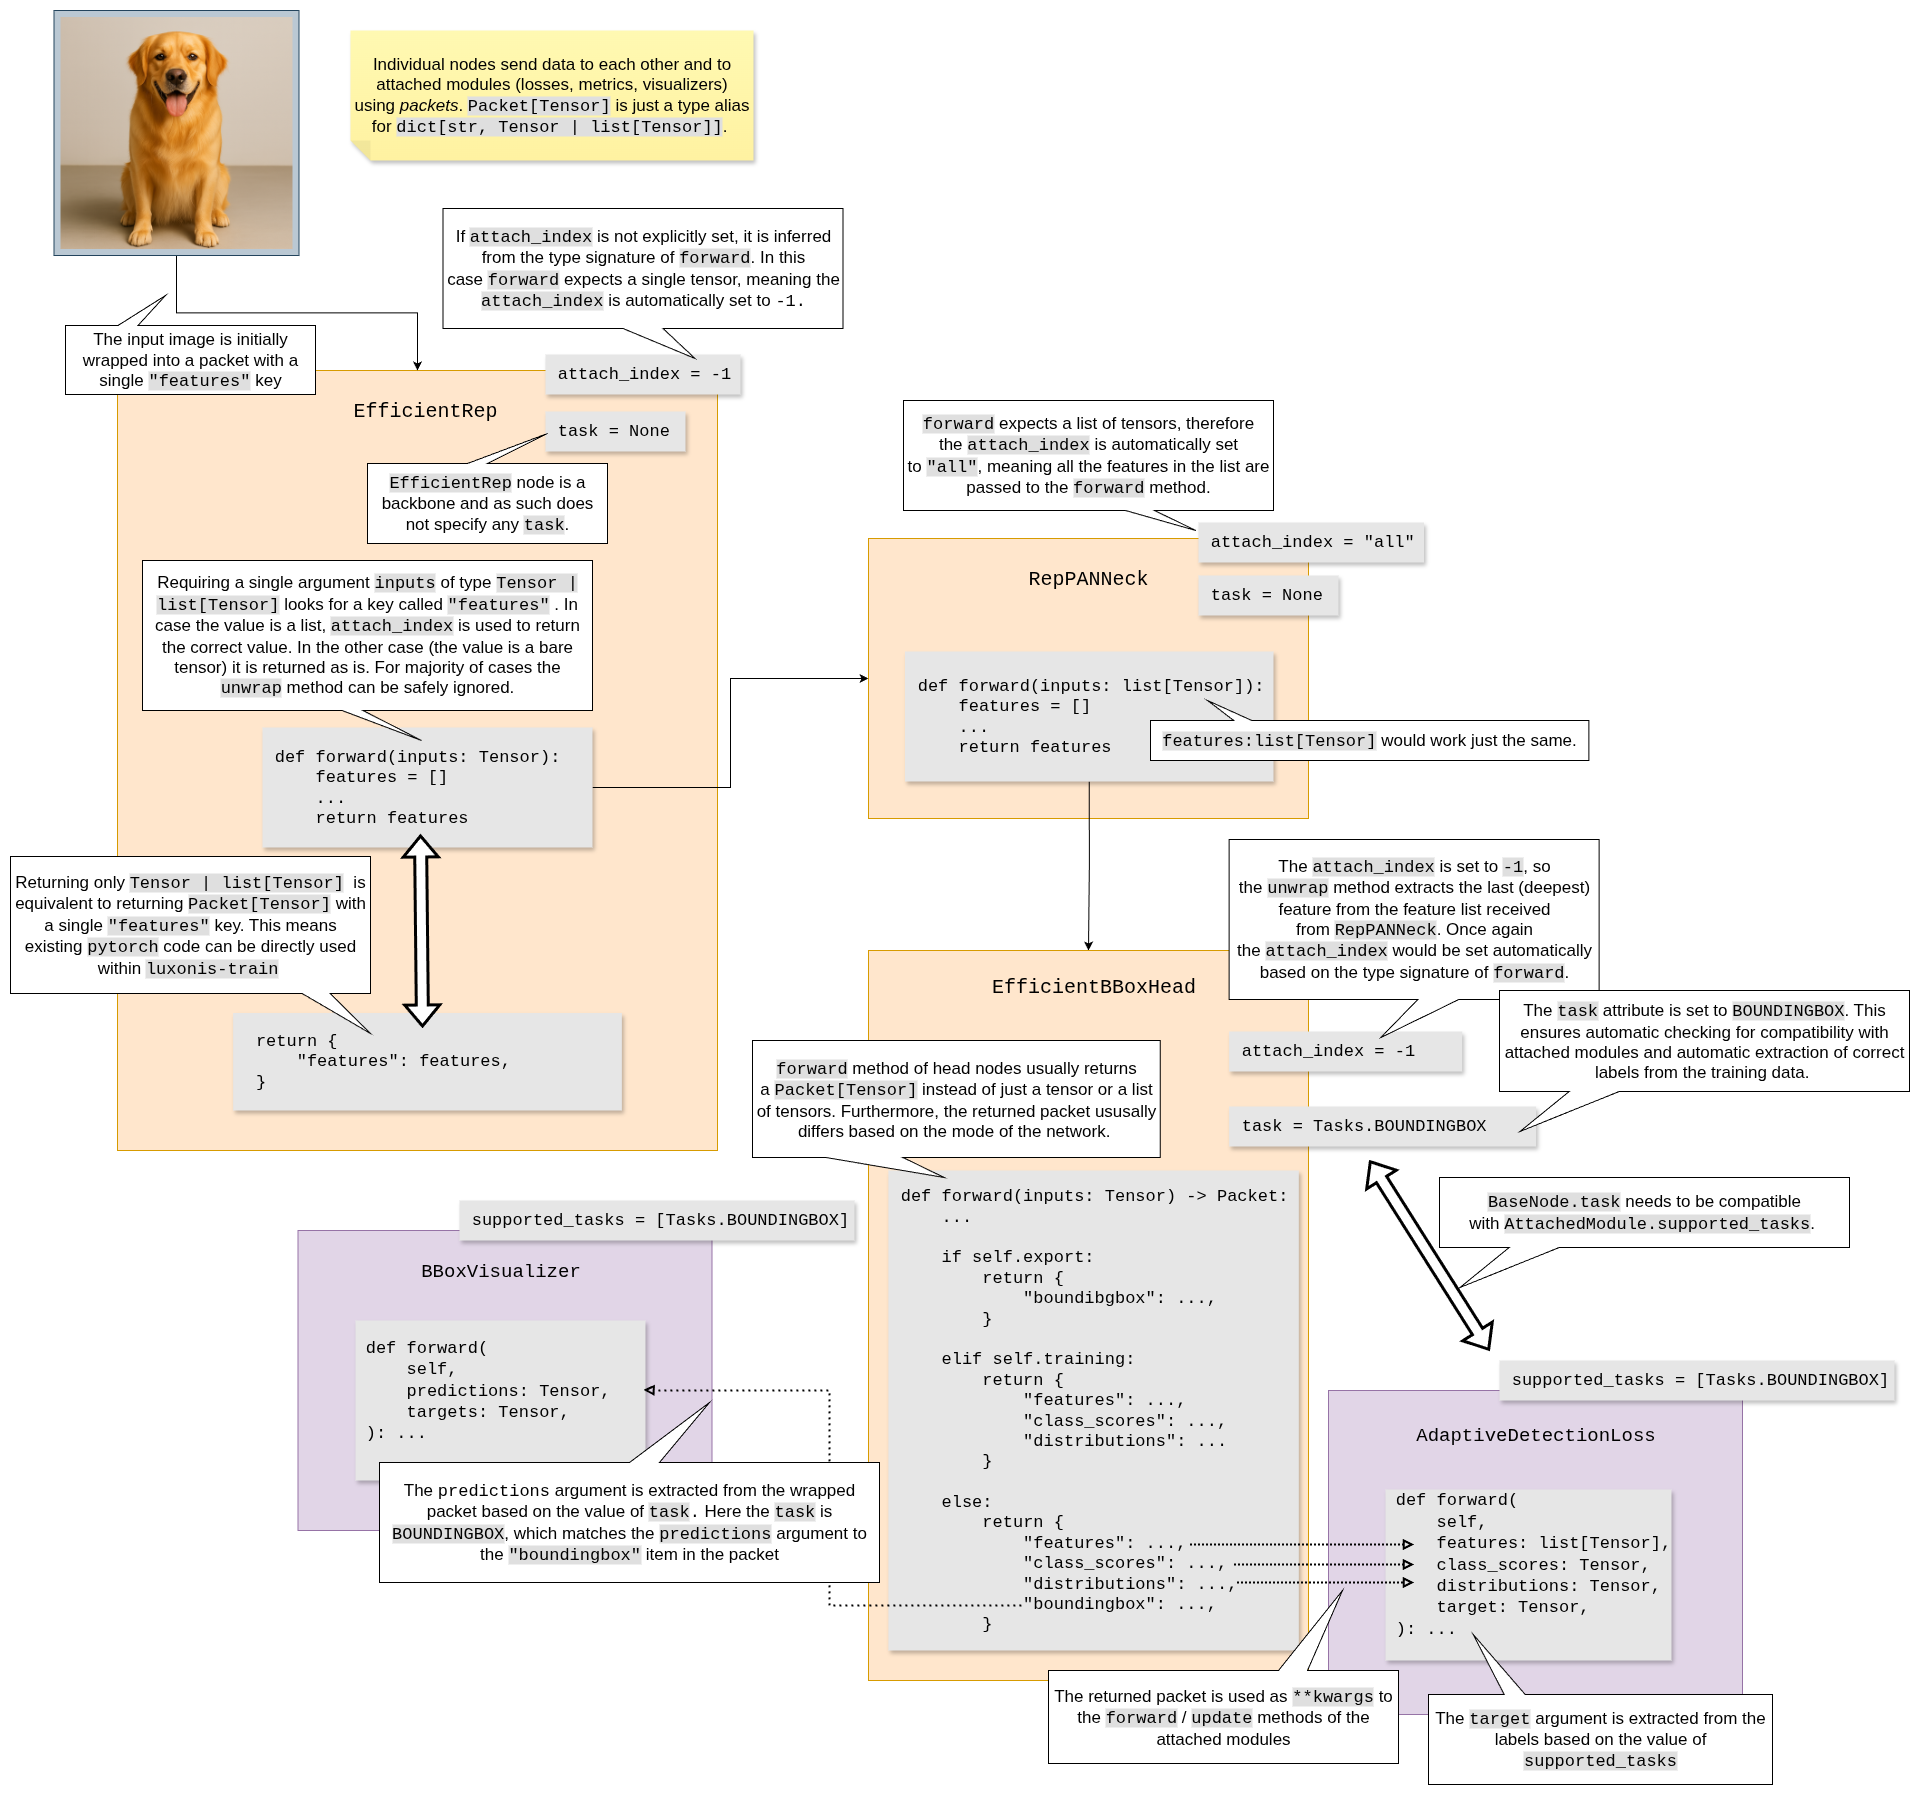 Individual nodes send data to each other and to
attached modules (losses, metrics, visualizers)
using packets. Packet[Tensor] is just a type alias
for dict[str, Tensor | list[Tensor]].
If attach_index is not explicitly set, it is inferred
from the type signature of forward. In this
case forward expects a single tensor, meaning the
attach_index is automatically set to -1.
The input image is initially
wrapped into a packet with a
single "features" key
attach_index = -1
EfficientRep
task = None
EfficientRep node is a
backbone and as such does
not specify any task.
Requiring a single argument inputs of type Tensor |
list[Tensor] looks for a key called "features" . In
case the value is a list, attach_index is used to return
the correct value. In the other case (the value is a bare
tensor) it is returned as is. For majority of cases the
unwrap method can be safely ignored.
def forward(inputs: Tensor):
    features = []
    ...
    return features
Returning only Tensor | list[Tensor]  is
equivalent to returning Packet[Tensor] with
a single "features" key. This means
existing pytorch code can be directly used
within luxonis-train
return {
    "features": features,
}
forward expects a list of tensors, therefore
the attach_index is automatically set
to "all", meaning all the features in the list are
passed to the forward method.
attach_index = "all"
RepPANNeck
task = None
def forward(inputs: list[Tensor]):
    features = []
    ...
    return features
features:list[Tensor] would work just the same.
The attach_index is set to -1, so
the unwrap method extracts the last (deepest)
feature from the feature list received
from RepPANNeck. Once again
the attach_index would be set automatically
based on the type signature of forward.
EfficientBBoxHead
The task attribute is set to BOUNDINGBOX. This
ensures automatic checking for compatibility with
attached modules and automatic extraction of correct
labels from the training data.
attach_index = -1
forward method of head nodes usually returns
a Packet[Tensor] instead of just a tensor or a list
of tensors. Furthermore, the returned packet ususally
differs based on the mode of the network.
task = Tasks.BOUNDINGBOX
def forward(inputs: Tensor) -> Packet:
    ...
    if self.export:
        return {
            "boundibgbox": ...,
        }
    elif self.training:
        return {
            "features": ...,
            "class_scores": ...,
            "distributions": ...
        }
    else:
        return {
            "features": ...,
            "class_scores": ...,
            "distributions": ...,
            "boundingbox": ...,
        }
BaseNode.task needs to be compatible
with AttachedModule.supported_tasks.
supported_tasks = [Tasks.BOUNDINGBOX]
BBoxVisualizer
def forward(
    self,
    predictions: Tensor,
    targets: Tensor,
): ...
The predictions argument is extracted from the wrapped
packet based on the value of task. Here the task is
BOUNDINGBOX, which matches the predictions argument to
the "boundingbox" item in the packet
supported_tasks = [Tasks.BOUNDINGBOX]
AdaptiveDetectionLoss
def forward(
    self,
    features: list[Tensor],
    class_scores: Tensor,
    distributions: Tensor,
    target: Tensor,
): ...
The returned packet is used as **kwargs to
the forward / update methods of the
attached modules
The target argument is extracted from the
labels based on the value of
supported_tasks